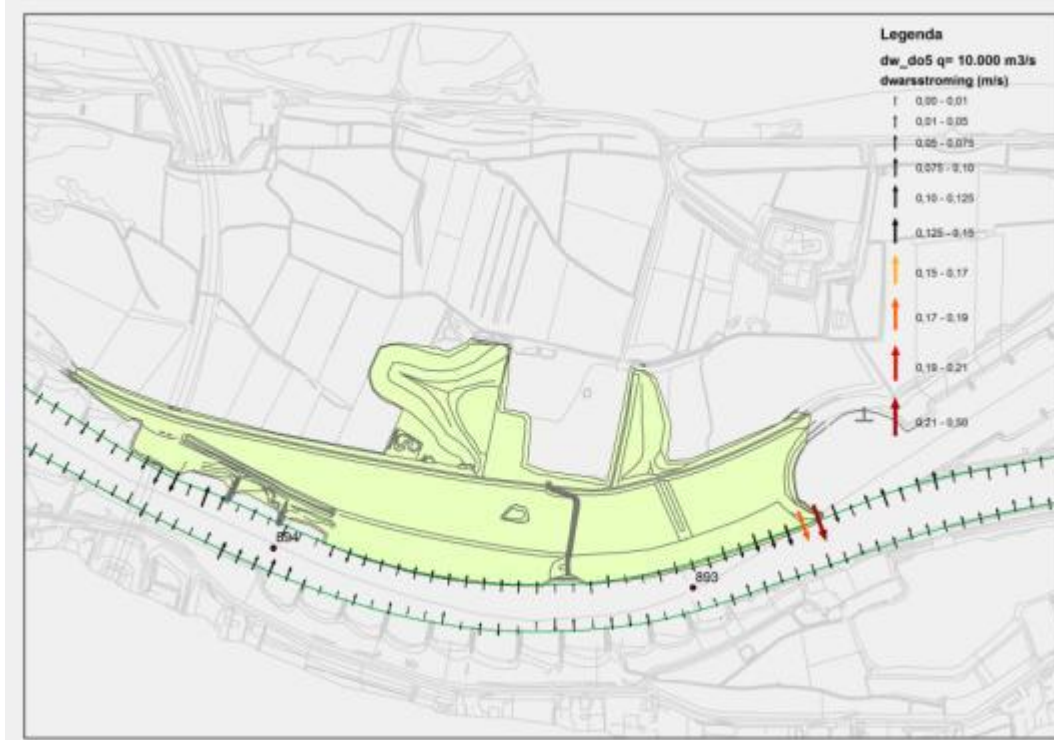 Legenda
dw_do5 q= 10.000 m3/s
dwarsstroming (m/s)
0,00 - 0,01
0,01 - 0,05
0,05 - 0,075
0,075 - 0,10
0,10 - 0,125
0,125 - 0,15
0,15 - 0,17
0,17 - 0,19
0,19 - 0,21
0,21 - 0,50
894
893